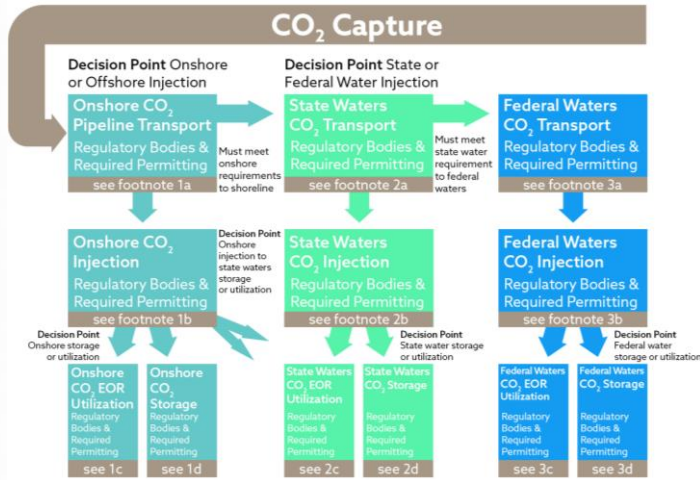 CO₂ Capture
Decision Point Onshore
or Offshore Injection
Decision Point State or
Federal Water Injection
Onshore CO₂
Pipeline Transport
Regulatory Bodies &
Required Permitting
see footnote 1a
Must meet
onshore
requirements
to shoreline
State Waters
CO₂ Transport
Regulatory Bodies &
Required Permitting
see footnote 2a
Must meet
state water
requirement
to federal
waters
Federal Waters
CO₂ Transport
Regulatory Bodies &
Required Permitting
see footnote 3a
Onshore CO₂
Injection
Regulatory Bodies &
Required Permitting
see footnote 1b
Decision Point
Onshore
injection to
state waters
storage
or utilization
State Waters
CO₂ Injection
Regulatory Bodies &
Required Permitting
see footnote 2b
Federal Waters
CO₂ Injection
Regulatory Bodies &
Required Permitting
see footnote 3b
Decision Point
Onshore storage
or utilization
Decision Point
State water storage
or utilization
Decision Point
Federal water
storage or utilization
Onshore
CO₂ EOR
Utilization
Regulatory
Bodies &
Required
Permitting
see 1c
Onshore
CO₂
Storage
Regulatory
Bodies &
Required
Permitting
see 1d
State Waters
CO₂ EOR
Utilization
Regulatory
Bodies &
Required
Permitting
see 2c
State Waters
CO₂ Storage
Regulatory
Bodies &
Required
Permitting
see 2d
Federal Waters
CO₂ EOR
Utilization
Regulatory
Bodies &
Required
Permitting
see 3c
Federal Waters
CO₂ Storage
Regulatory
Bodies &
Required
Permitting
see 3d